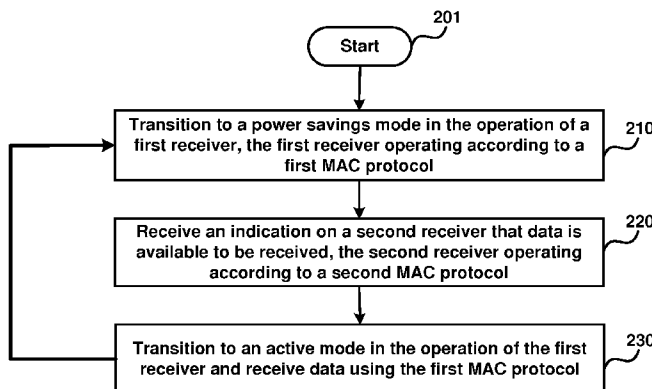 201
Start
Transition to a power savings mode in the operation of a
first receiver, the first receiver operating according to a
first MAC protocol
210
Receive an indication on a second receiver that data is
available to be received, the second receiver operating
according to a second MAC protocol
220
Transition to an active mode in the operation of the first
receiver and receive data using the first MAC protocol
230